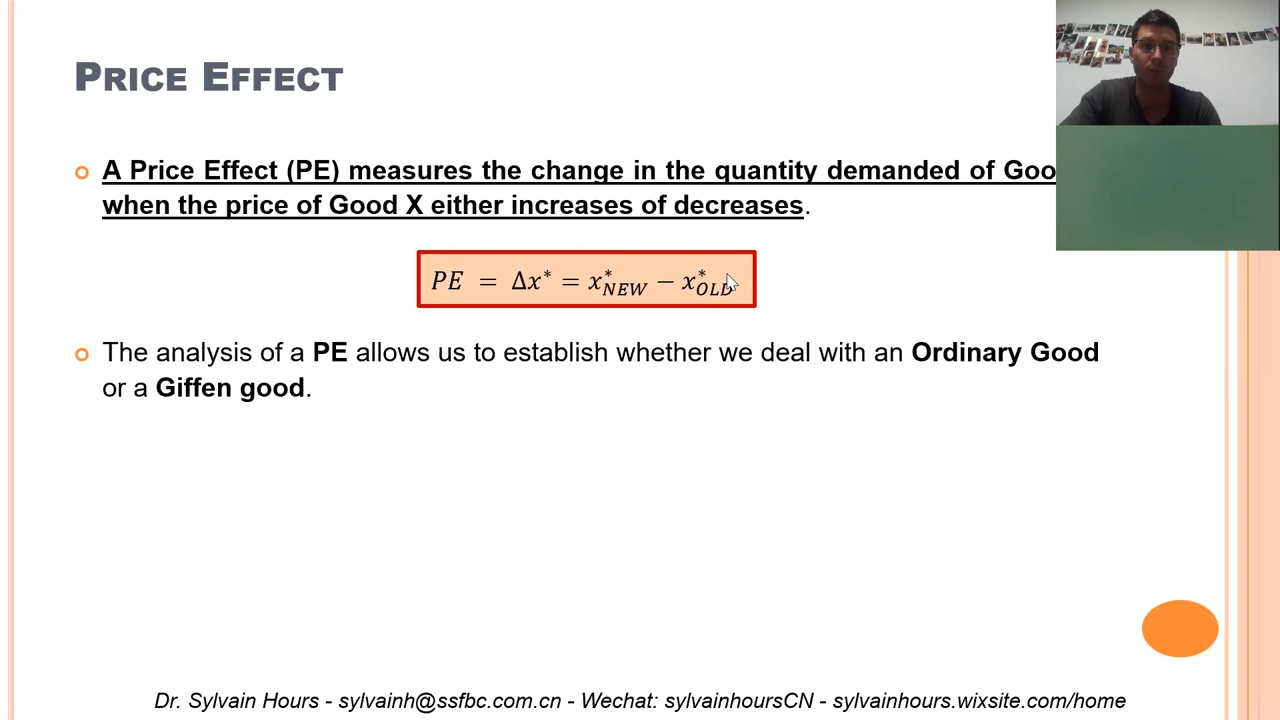 PRICE EFFECT
A Price Effect (PE) measures the change in the quantity demanded of
when the price of Good X either increases of decreases.
PE = Δx* = x*NEW − x*OLD
The analysis of a PE allows us to establish whether we deal with an Ordinary Good
or a Giffen good.
Dr. Sylvain Hours - sylvainh@ssfbc.com.cn - Wechat: sylvainhoursCN - sylvainhours.wixsite.com/home